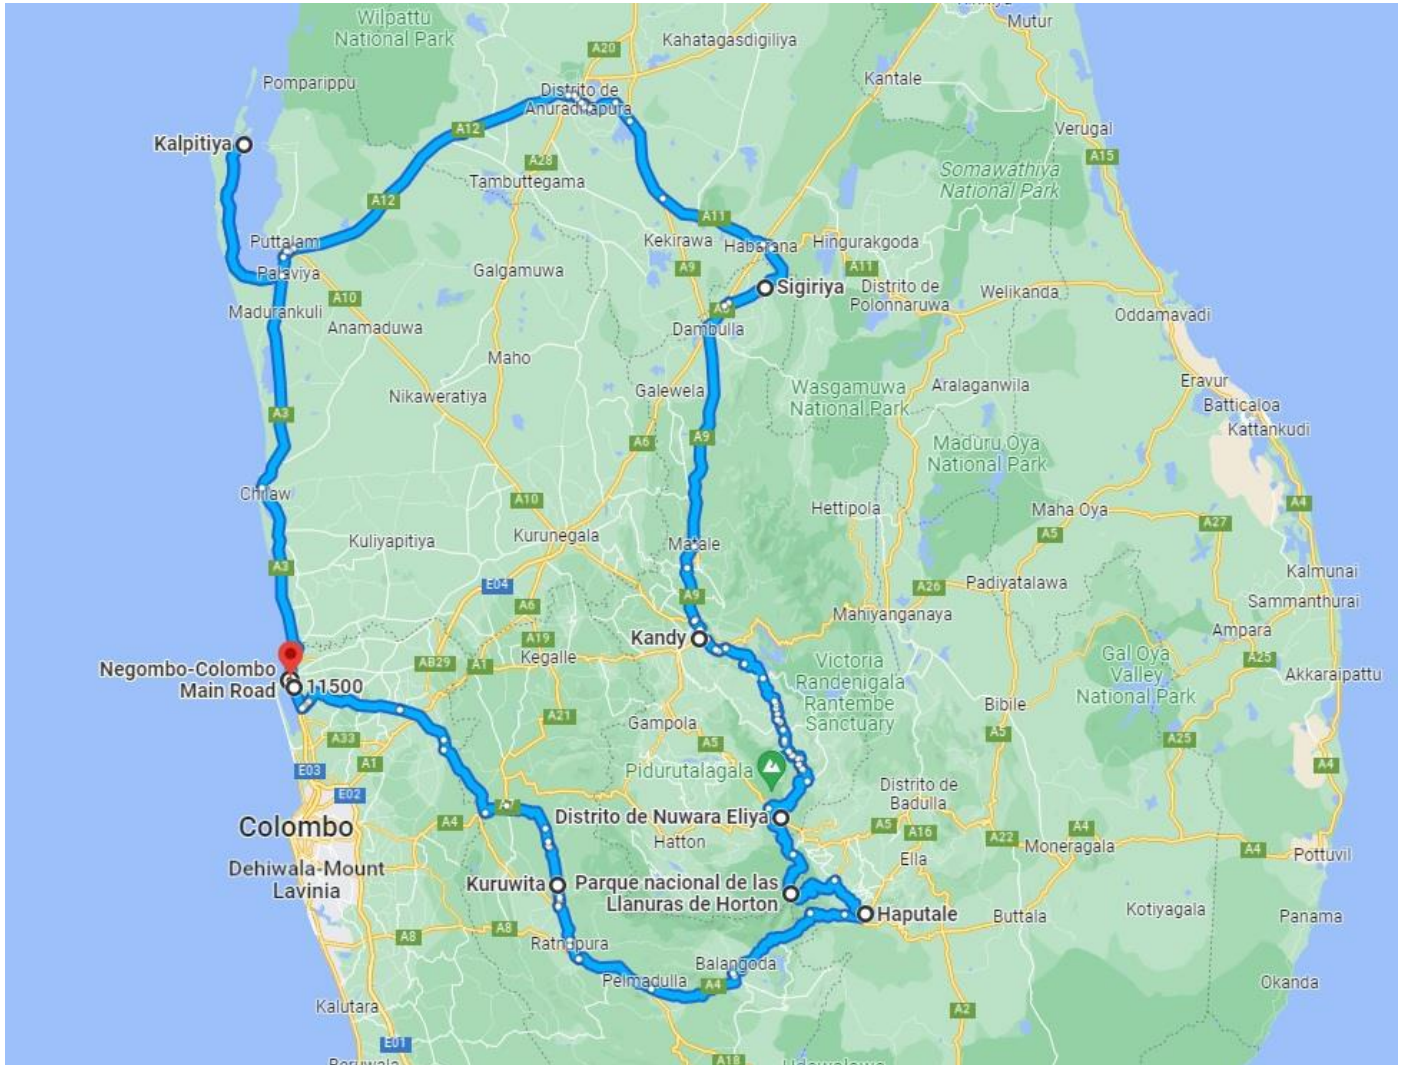 Wilpattu
National Park
A20
Kahatagasdigiliya
Mutur
Kantale
Pomparippu
Distrito de
Anuradhapura
A12
Verugal
Kalpitiya
A15
A28
Somawathiya
National Park
Tambuttegama
A12
A11
Puttalam
Kekirawa
Habarana
Hingurakgoda
Palaviya
Galgamuwa
A9
A11
Sigiriya
Distrito de
Polonnaruwa
Welikanda
A10
Madurankuli
Anamaduwa
Dambulla
Oddamavadi
Maho
Nikaweratiya
Galewela
Wasgamuwa
National Park
Aralaganwila
Eravur
Batticaloa
Kattankudi
A3
A6
A9
Maduru Oya
National Park
Chilaw
A10
Hettipola
Maha Oya
A4
A27
Kuliyapitiya
Kurunegala
Matale
A5
A3
E04
A9
A26
Padiyatalawa
Kalmunai
Sammanthurai
A6
Mahiyanganaya
Kandy
A19
Ampara
Negombo-Colombo
Main Road
11500
AB29
A1
Kegalle
Victoria
Randenigala
Rantembe
Sanctuary
Gal Oya
Valley
National Park
A25
Akkaraipattu
A21
Gampola
Bibile
A33
A5
A5
A25
A1
E03
E02
Pidurutalagala
Distrito de
Badulla
A4
Colombo
A4
Distrito de Nuwara Eliya
A5
A16
A22
A4
Hatton
Moneragala
A4
Pottuvil
Dehiwala-Mount
Lavinia
Ella
Kuruwita
Parque nacional de las
Llanuras de Horton
Haputale
Buttala
Kotiyagala
Panama
A8
A8
Ratnapura
Pelmadulla
Balangoda
A4
Okanda
Kalutara
A2
E01
A18